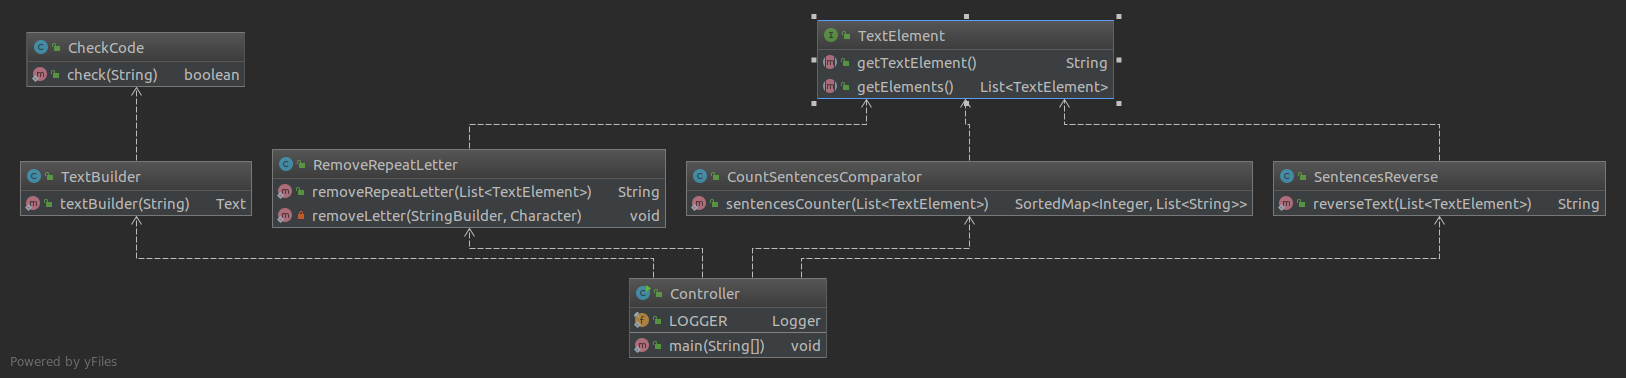 CheckCode
check(String) boolean
TextElement
getTextElement() String
getElements() List<TextElement>
TextBuilder
textBuilder(String) Text
RemoveRepeatLetter
removeRepeatLetter(List<TextElement>) String
removeLetter(StringBuilder, Character) void
CountSentencesComparator
sentencesCounter(List<TextElement>) SortedMap<Integer, List<String>>
SentencesReverse
reverseText(List<TextElement>) String
Controller
LOGGER Logger
main(String[]) void
Powered by yFiles